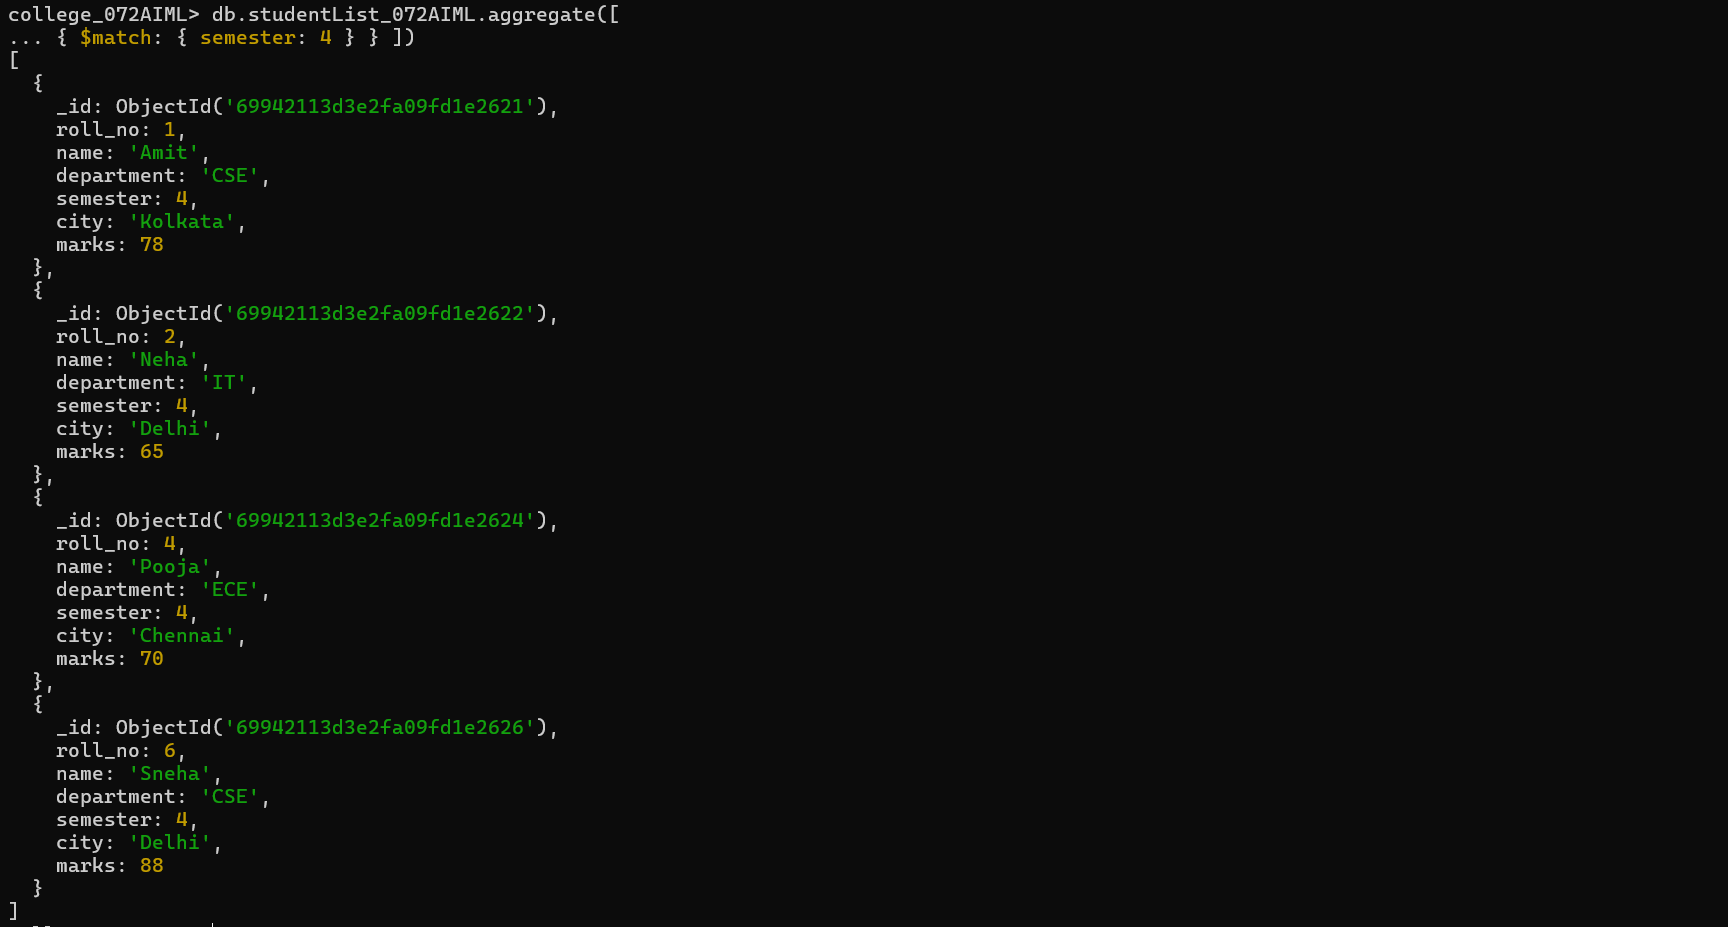 college_072AIML> db.studentList_072AIML.aggregate([
... { $match: { semester: 4 } } ])
[
  {
    _id: ObjectId('69942113d3e2fa09fd1e2621'),
    roll_no: 1,
    name: 'Amit',
    department: 'CSE',
    semester: 4,
    city: 'Kolkata',
    marks: 78
  },
  {
    _id: ObjectId('69942113d3e2fa09fd1e2622'),
    roll_no: 2,
    name: 'Neha',
    department: 'IT',
    semester: 4,
    city: 'Delhi',
    marks: 65
  },
  {
    _id: ObjectId('69942113d3e2fa09fd1e2624'),
    roll_no: 4,
    name: 'Pooja',
    department: 'ECE',
    semester: 4,
    city: 'Chennai',
    marks: 70
  },
  {
    _id: ObjectId('69942113d3e2fa09fd1e2626'),
    roll_no: 6,
    name: 'Sneha',
    department: 'CSE',
    semester: 4,
    city: 'Delhi',
    marks: 88
  }
]